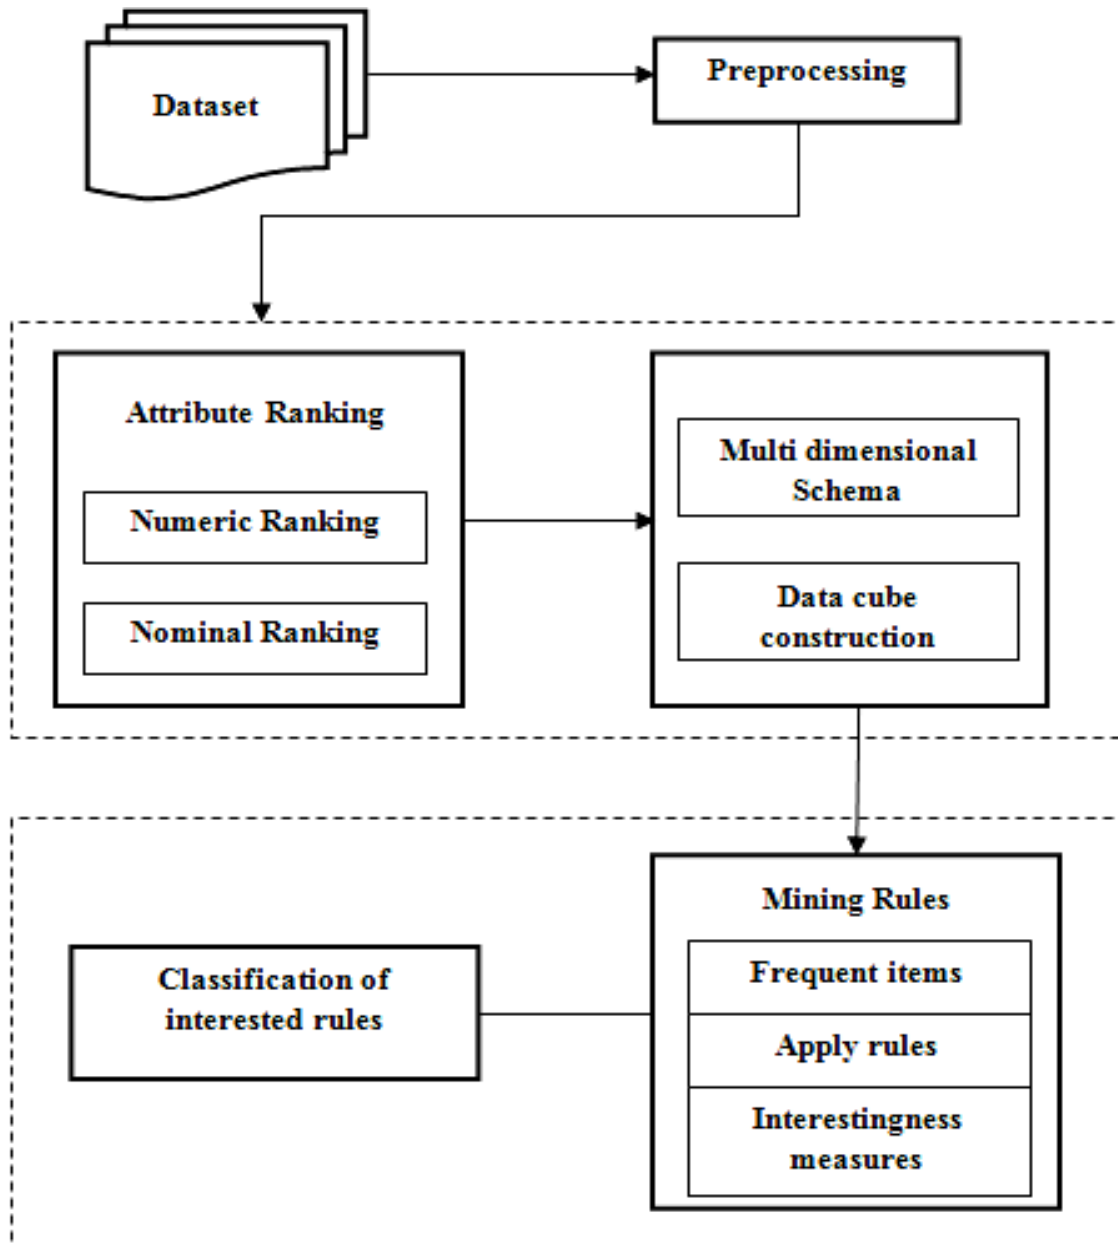 Dataset
Preprocessing
Attribute Ranking
Numeric Ranking
Nominal Ranking
Multi dimensional
Schema
Data cube
construction
Mining Rules
Frequent items
Apply rules
Interestingness
measures
Classification of
interested rules